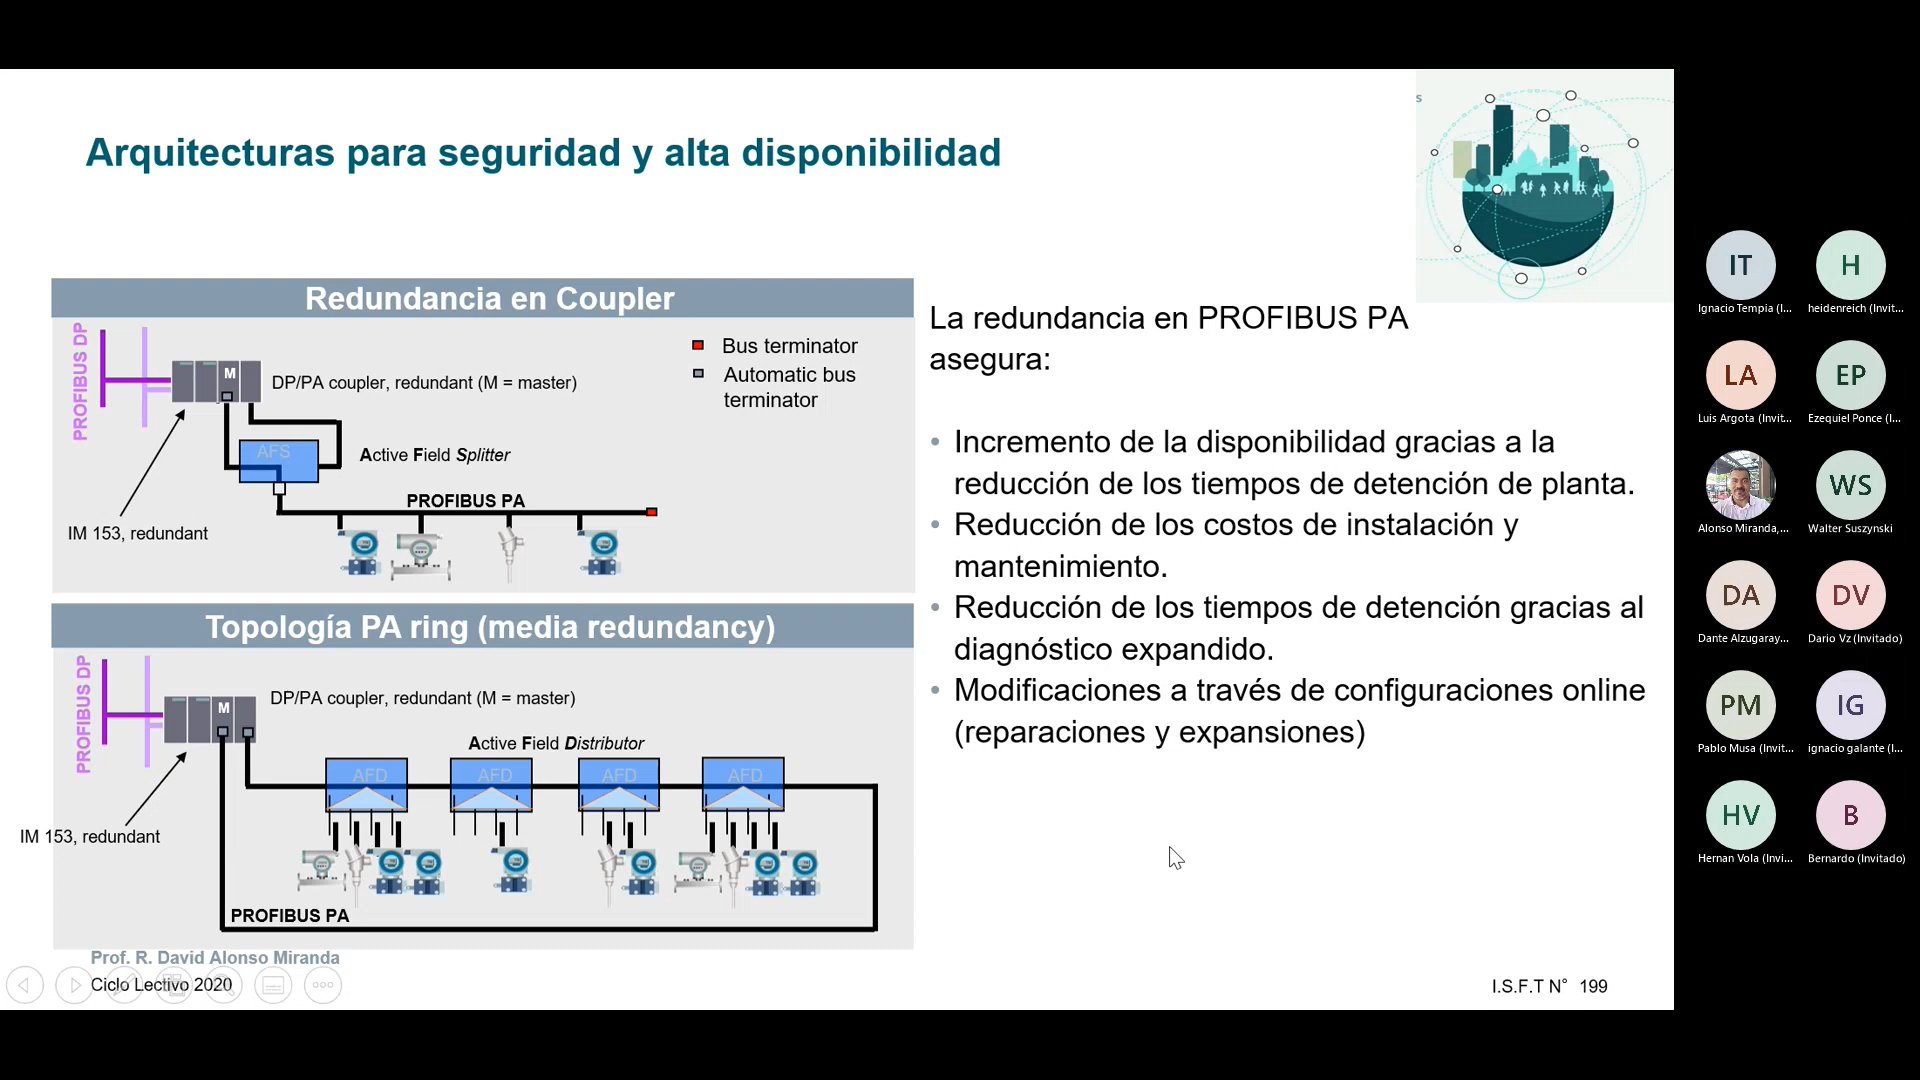 s
Arquitecturas para seguridad y alta disponibilidad
Redundancia en Coupler
PROFIBUS DP
M
DP/PA coupler, redundant (M = master)
Bus terminator
Automatic bus
terminator
AFS
Active Field Splitter
PROFIBUS PA
IM 153, redundant
Topología PA ring (media redundancy)
PROFIBUS DP
M
DP/PA coupler, redundant (M = master)
Active Field Distributor
AFD
AFD
AFD
AFD
IM 153, redundant
PROFIBUS PA
La redundancia en PROFIBUS PA
asegura:
• Incremento de la disponibilidad gracias a la
reducción de los tiempos de detención de planta.
• Reducción de los costos de instalación y
mantenimiento.
• Reducción de los tiempos de detención gracias al
diagnóstico expandido.
• Modificaciones a través de configuraciones online
(reparaciones y expansiones)
Prof. R. David Alonso Miranda
Ciclo Lectivo 2020
I.S.F.T N° 199
IT
Ignacio Tempia (I...
H
heidenreich (Invit...
LA
Luis Argota (Invit...
EP
Ezequiel Ponce (I...
Alonso Miranda,...
WS
Walter Suszynski
DA
Dante Alzugaray...
DV
Dario Vz (Invitado)
PM
Pablo Musa (Invit...
IG
ignacio galante (I...
HV
Hernan Vola (Invi...
B
Bernardo (Invitado)